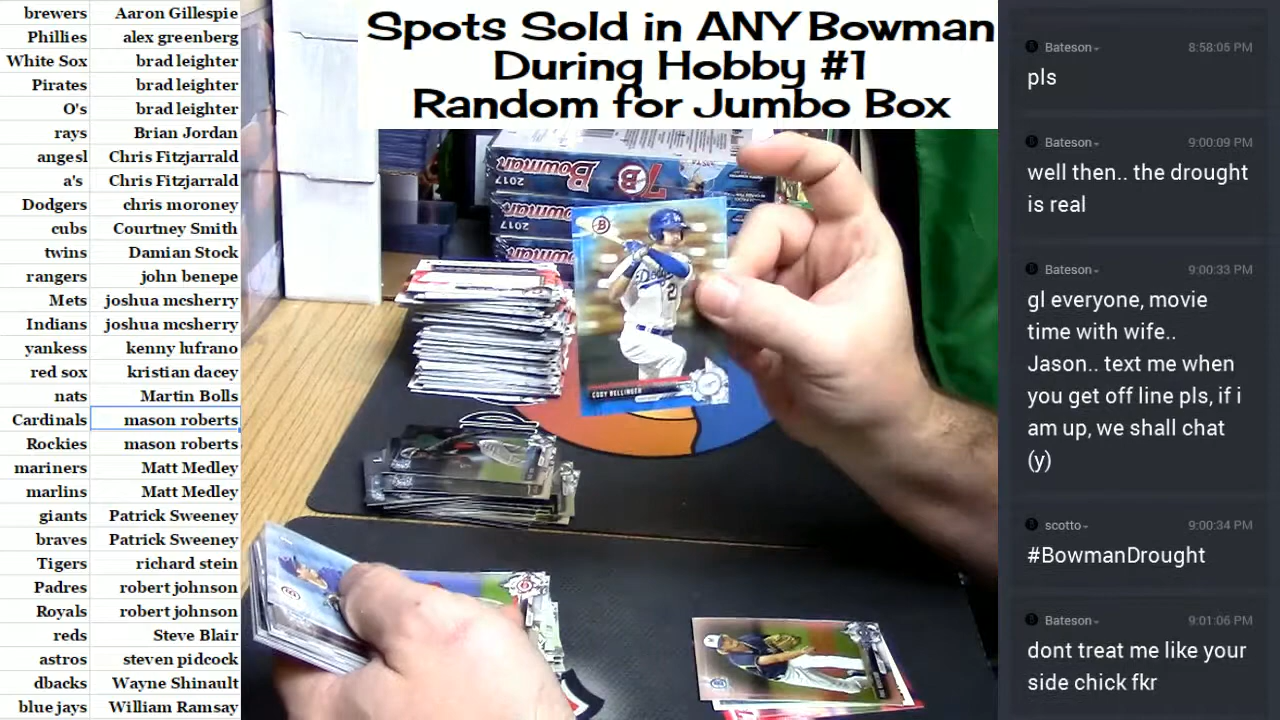 brewers Aaron Gillespie
Phillies alex greenberg
White Sox brad leighter
Pirates brad leighter
O's brad leighter
rays Brian Jordan
angesl Chris Fitzjarrald
a's Chris Fitzjarrald
Dodgers chris moroney
cubs Courtney Smith
twins Damian Stock
rangers john benepe
Mets joshua mcsherry
Indians joshua mcsherry
yankess kenny lufrano
red sox kristian dacey
nats Martin Bolls
Cardinals mason roberts
Rockies mason roberts
mariners Matt Medley
marlins Matt Medley
giants Patrick Sweeney
braves Patrick Sweeney
Tigers richard stein
Padres robert johnson
Royals robert johnson
reds Steve Blair
astros steven pidcock
dbacks Wayne Shinault
blue jays William Ramsay
Spots Sold in ANY Bowman
During Hobby #1
Random for Jumbo Box
2017 Bowman
2017 Bowman
Bowman
B
Dodgers
2
CODY BELLINGER
Bateson 8:58:05 PM
pls
Bateson 9:00:09 PM
well then.. the drought
is real
Bateson 9:00:33 PM
gl everyone, movie
time with wife..
Jason.. text me when
you get off line pls, if i
am up, we shall chat
(y)
scotto 9:00:34 PM
#BowmanDrought
Bateson 9:01:06 PM
dont treat me like your
side chick fkr